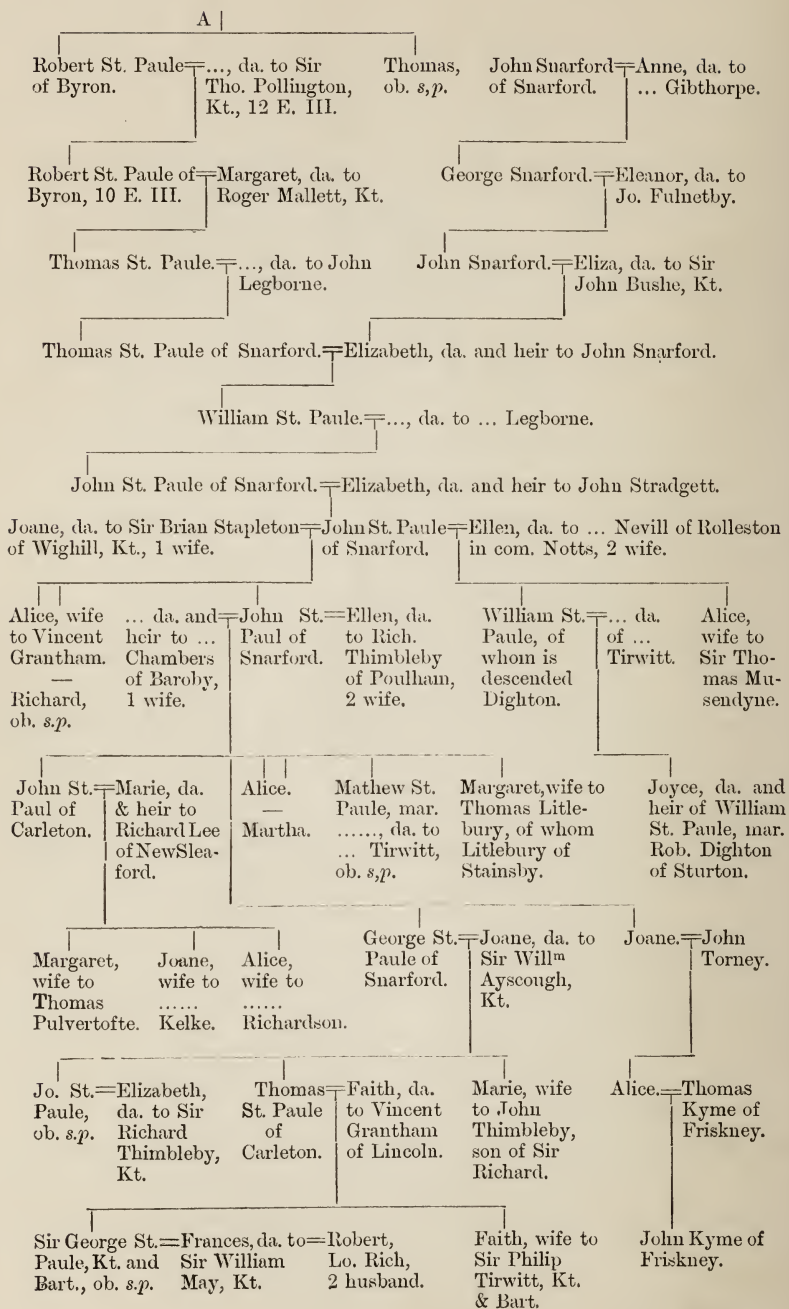 A
Robert St. Paule of Byron.
..., da. to Sir Tho. Pollington, Kt., 12 E. III.
Thomas, ob. s,p.
John Snarford of Snarford.
Anne, da. to ... Gibthorpe.
Robert St. Paule of Byron, 10 E. III.
Margaret, da. to Roger Mallett, Kt.
George Snarford.
Eleanor, da. to Jo. Fulnetby.
Thomas St. Paule.
..., da. to John Legborne.
John Snarford.
Eliza, da. to Sir John Bushe, Kt.
Thomas St. Paule of Snarford.
Elizabeth, da. and heir to John Snarford.
William St. Paule.
..., da. to ... Legborne.
John St. Paule of Snarford.
Elizabeth, da. and heir to John Stradgett.
Joane, da. to Sir Brian Stapleton of Wighill, Kt., 1 wife.
John St. Paule of Snarford.
Ellen, da. to ... Nevill of Rolleston in com. Notts, 2 wife.
Alice, wife to Vincent Grantham.
—
Richard, ob. s.p.
... da. and heir to ... Chambers of Baroby, 1 wife.
John St. Paul of Snarford.
Ellen, da. to Rich. Thimbleby of Poulham, 2 wife.
William St. Paule, of whom is descended Dighton.
... da. of ... Tirwitt.
Alice, wife to Sir Thomas Musendyne.
John St. Paul of Carleton.
Marie, da. & heir to Richard Lee of New Sleaford.
Alice.
—
Martha.
Mathew St. Paule, mar. ......, da. to ... Tirwitt, ob. s,p.
Margaret, wife to Thomas Litlebury, of whom Litlebury of Stainsby.
Joyce, da. and heir of William St. Paule, mar. Rob. Dighton of Sturton.
Margaret, wife to Thomas Pulvertofte.
Joane, wife to ...... Kelke.
Alice, wife to ...... Richardson.
George St. Paule of Snarford.
Joane, da. to Sir Willm Ayscough, Kt.
Joane.
John Torney.
Jo. St. Paule, ob. s.p.
Elizabeth, da. to Sir Richard Thimbleby, Kt.
Thomas St. Paule of Carleton.
Faith, da. to Vincent Grantham of Lincoln.
Marie, wife to John Thimbleby, son of Sir Richard.
Alice.
Thomas Kyme of Friskney.
Sir George St. Paule, Kt. and Bart., ob. s.p.
Frances, da. to Sir William May, Kt.
Robert, Lo. Rich, 2 husband.
Faith, wife to Sir Philip Tirwitt, Kt. & Bart.
John Kyme of Friskney.